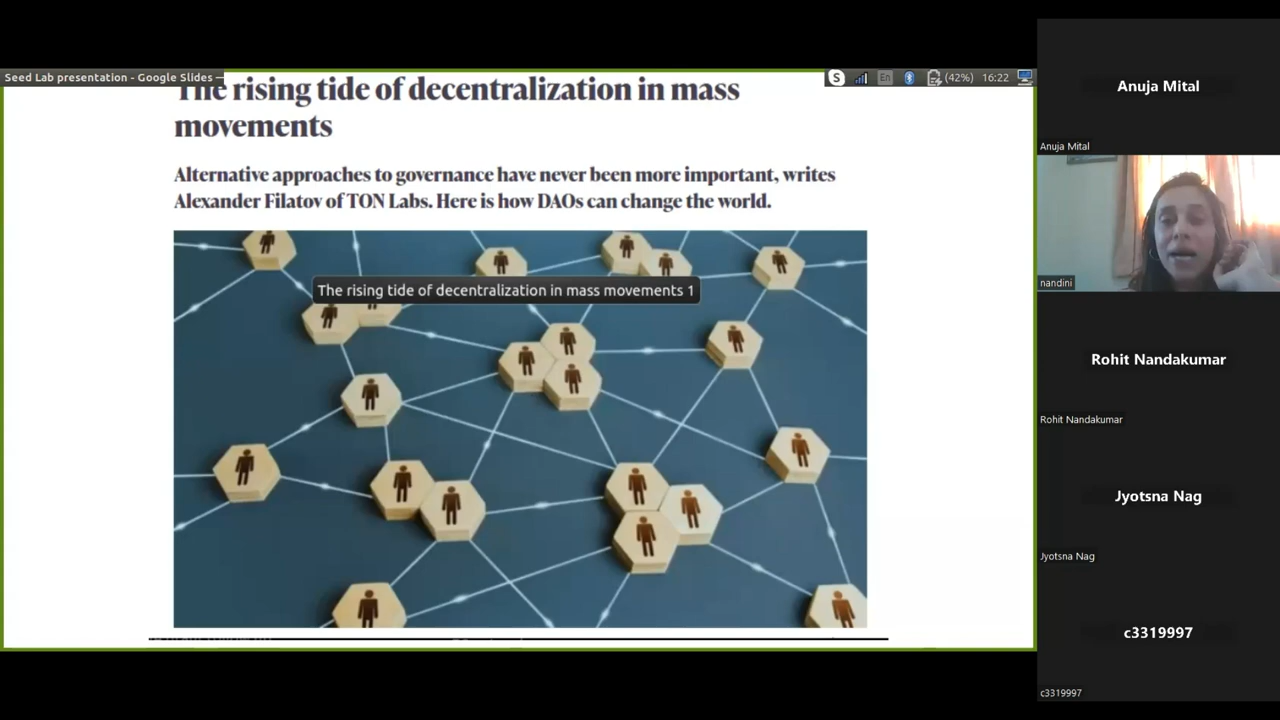 Seed Lab presentation - Google Slides —
S En (42%) 16:22
The rising tide of decentralization in mass
movements
Alternative approaches to governance have never been more important, writes
Alexander Filatov of TON Labs. Here is how DAOs can change the world.
The rising tide of decentralization in mass movements 1
Anuja Mital
Anuja Mital
nandini
Rohit Nandakumar
Rohit Nandakumar
Jyotsna Nag
Jyotsna Nag
c3319997
c3319997